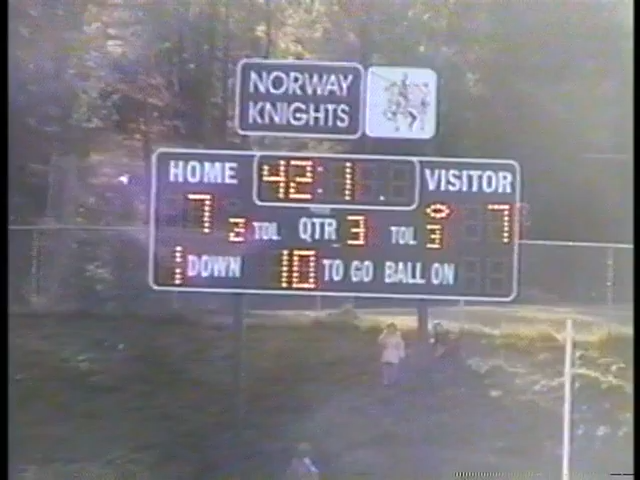 NORWAY
KNIGHTS
HOME 42:1 VISITOR
7 2 TOL QTR 3 TOL 3 7
1 DOWN 10 TO GO BALL ON